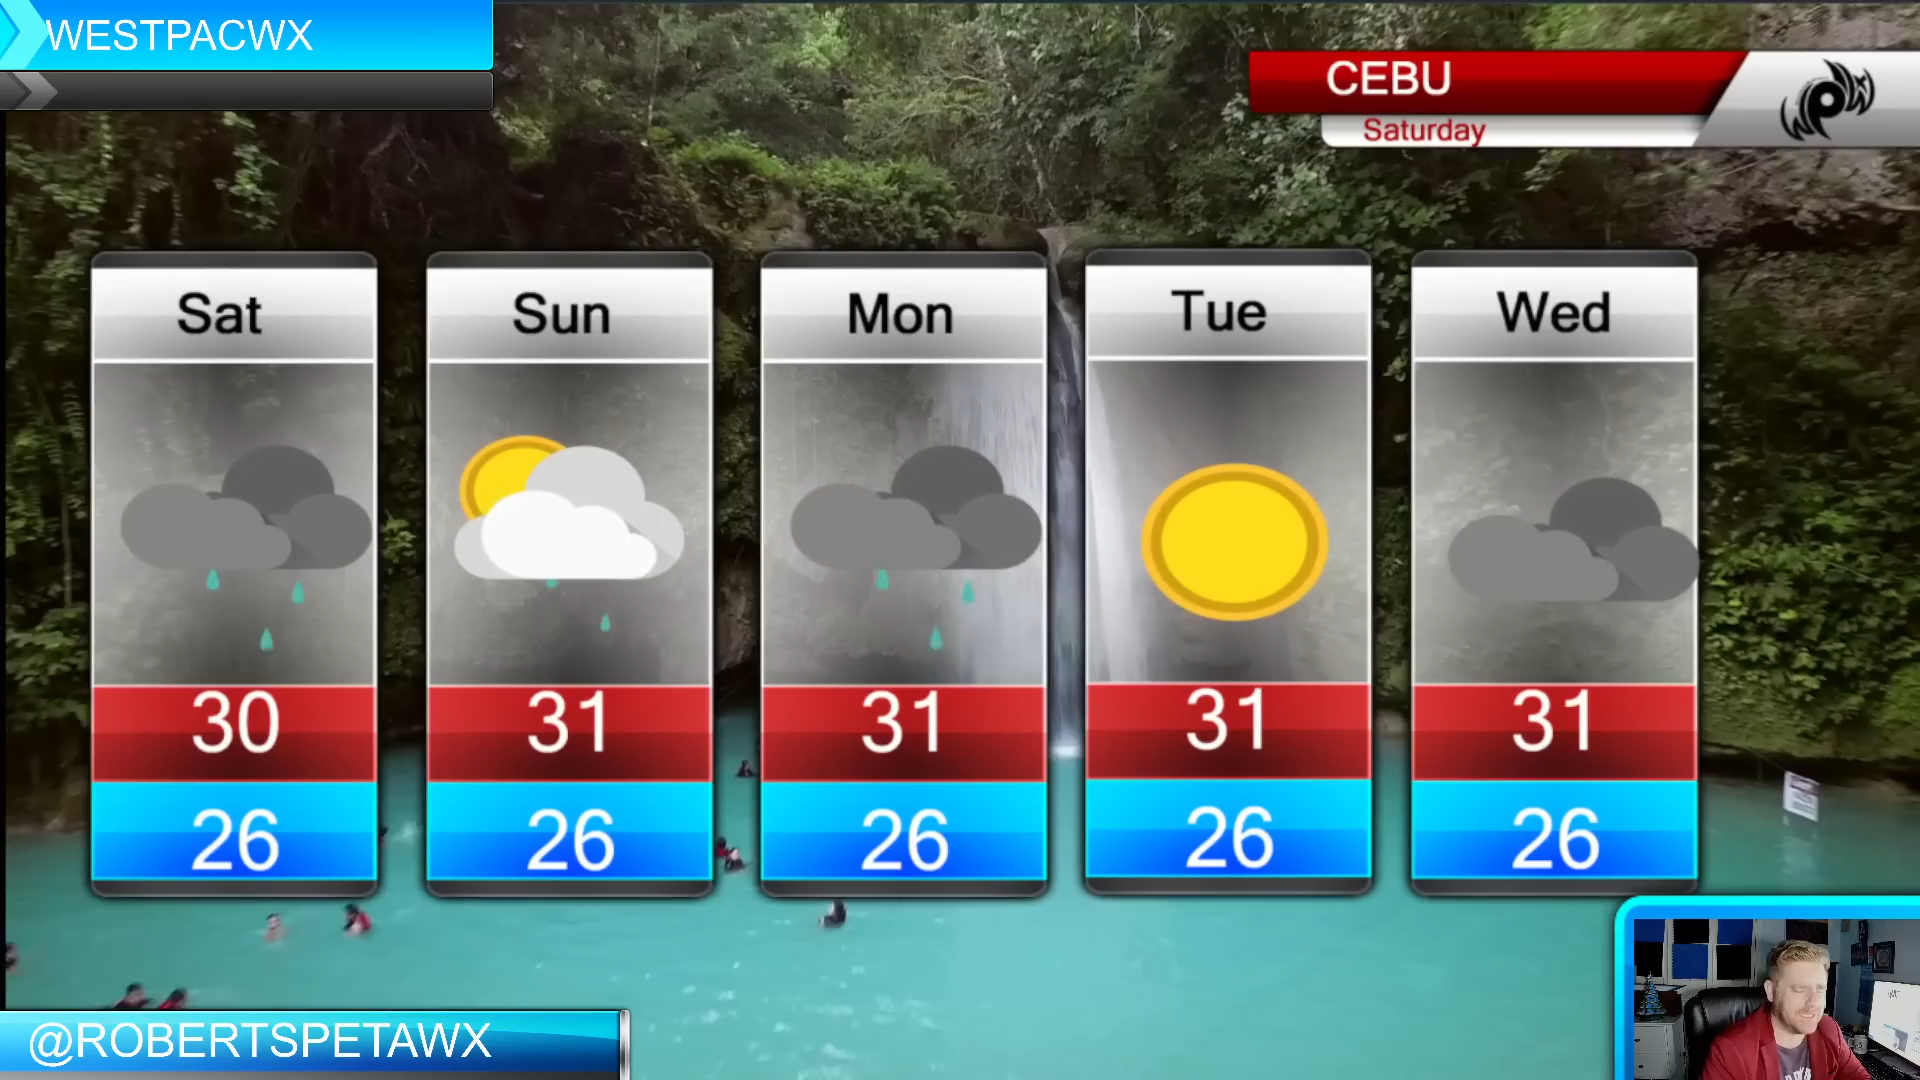 WESTPACWX
CEBU
Saturday
Sat
Sun
Mon
Tue
Wed
30
31
31
31
31
26
26
26
26
26
@ROBERTSPETAWX